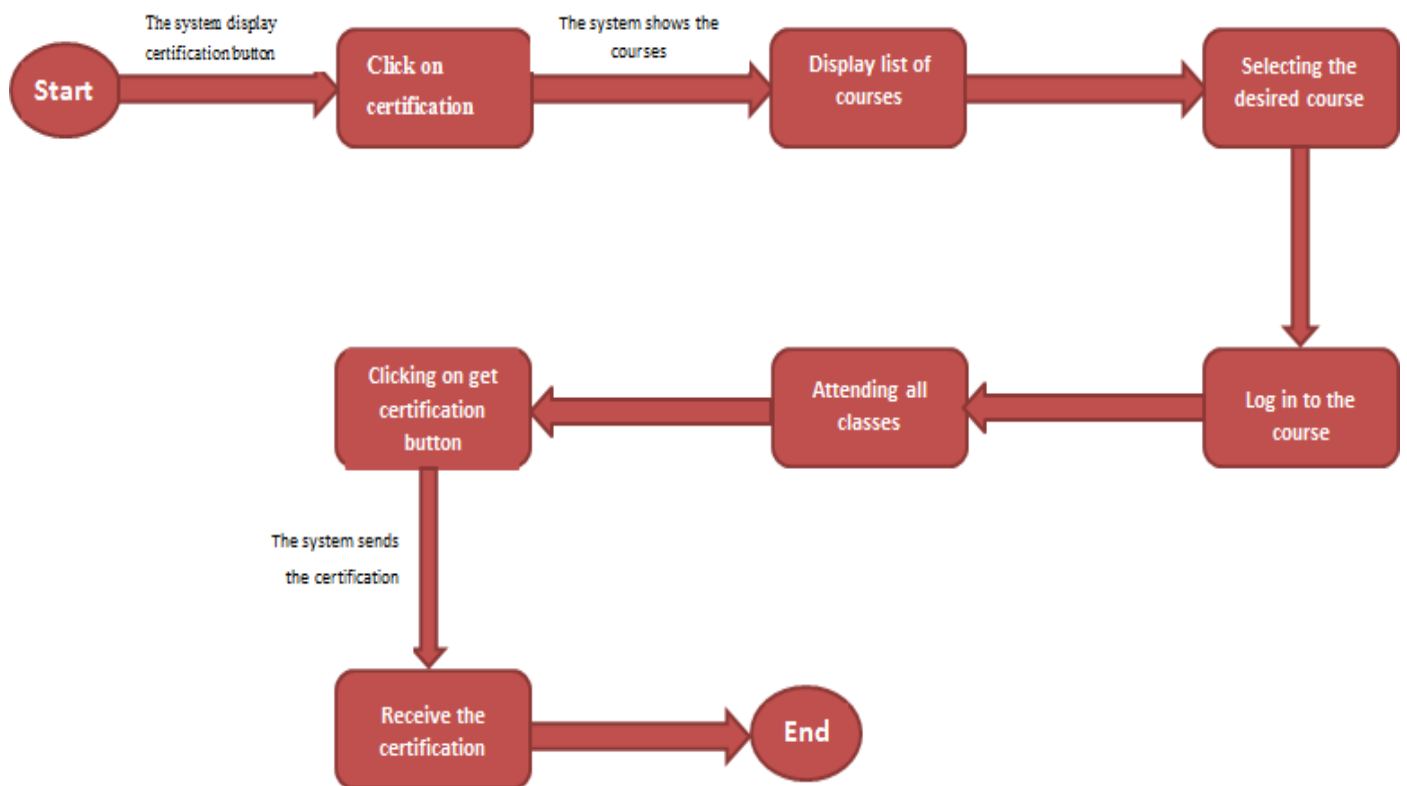 Start
The system display
certification button
Click on
certification
The system shows the
courses
Display list of
courses
Selecting the
desired course
Log in to the
course
Attending all
classes
Clicking on get
certification
button
The system sends
the certification
Receive the
certification
End